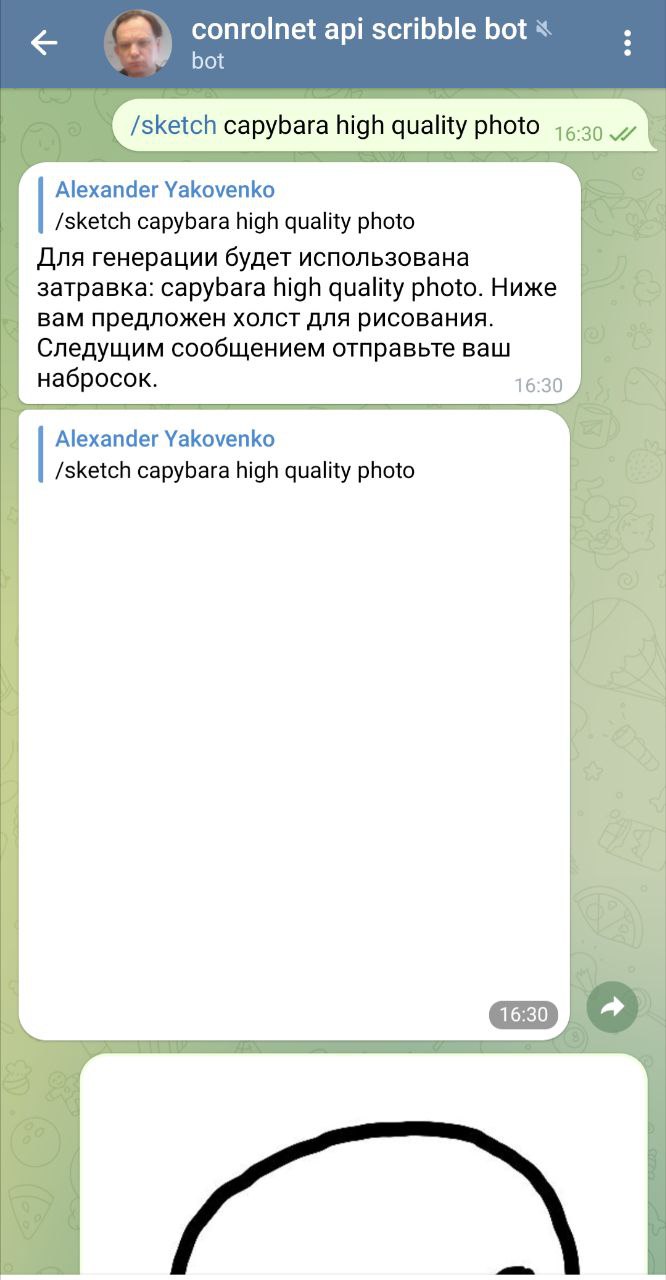 conrolnet api scribble bot
bot
/sketch capybara high quality photo 16:30
Alexander Yakovenko
/sketch capybara high quality photo
Для генерации будет использована
затравка: capybara high quality photo. Ниже
вам предложен холст для рисования.
Следущим сообщением отправьте ваш
набросок.
16:30
Alexander Yakovenko
/sketch capybara high quality photo
16:30